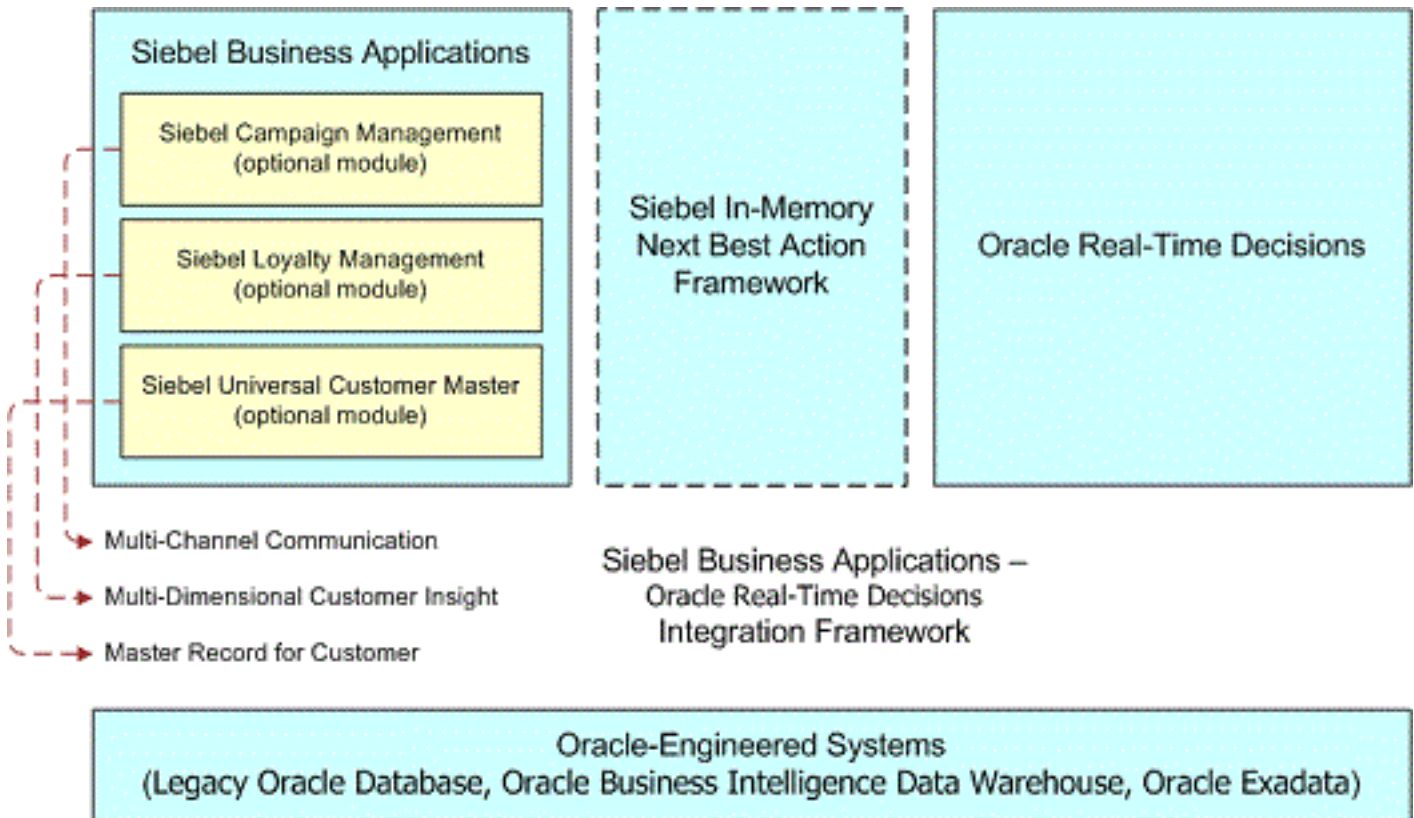 Siebel Business Applications
Siebel Campaign Management
(optional module)
Siebel Loyalty Management
(optional module)
Siebel Universal Customer Master
(optional module)
Siebel In-Memory
Next Best Action
Framework
Oracle Real-Time Decisions
Multi-Channel Communication
Multi-Dimensional Customer Insight
Master Record for Customer
Siebel Business Applications –
Oracle Real-Time Decisions
Integration Framework
Oracle-Engineered Systems
(Legacy Oracle Database, Oracle Business Intelligence Data Warehouse, Oracle Exadata)